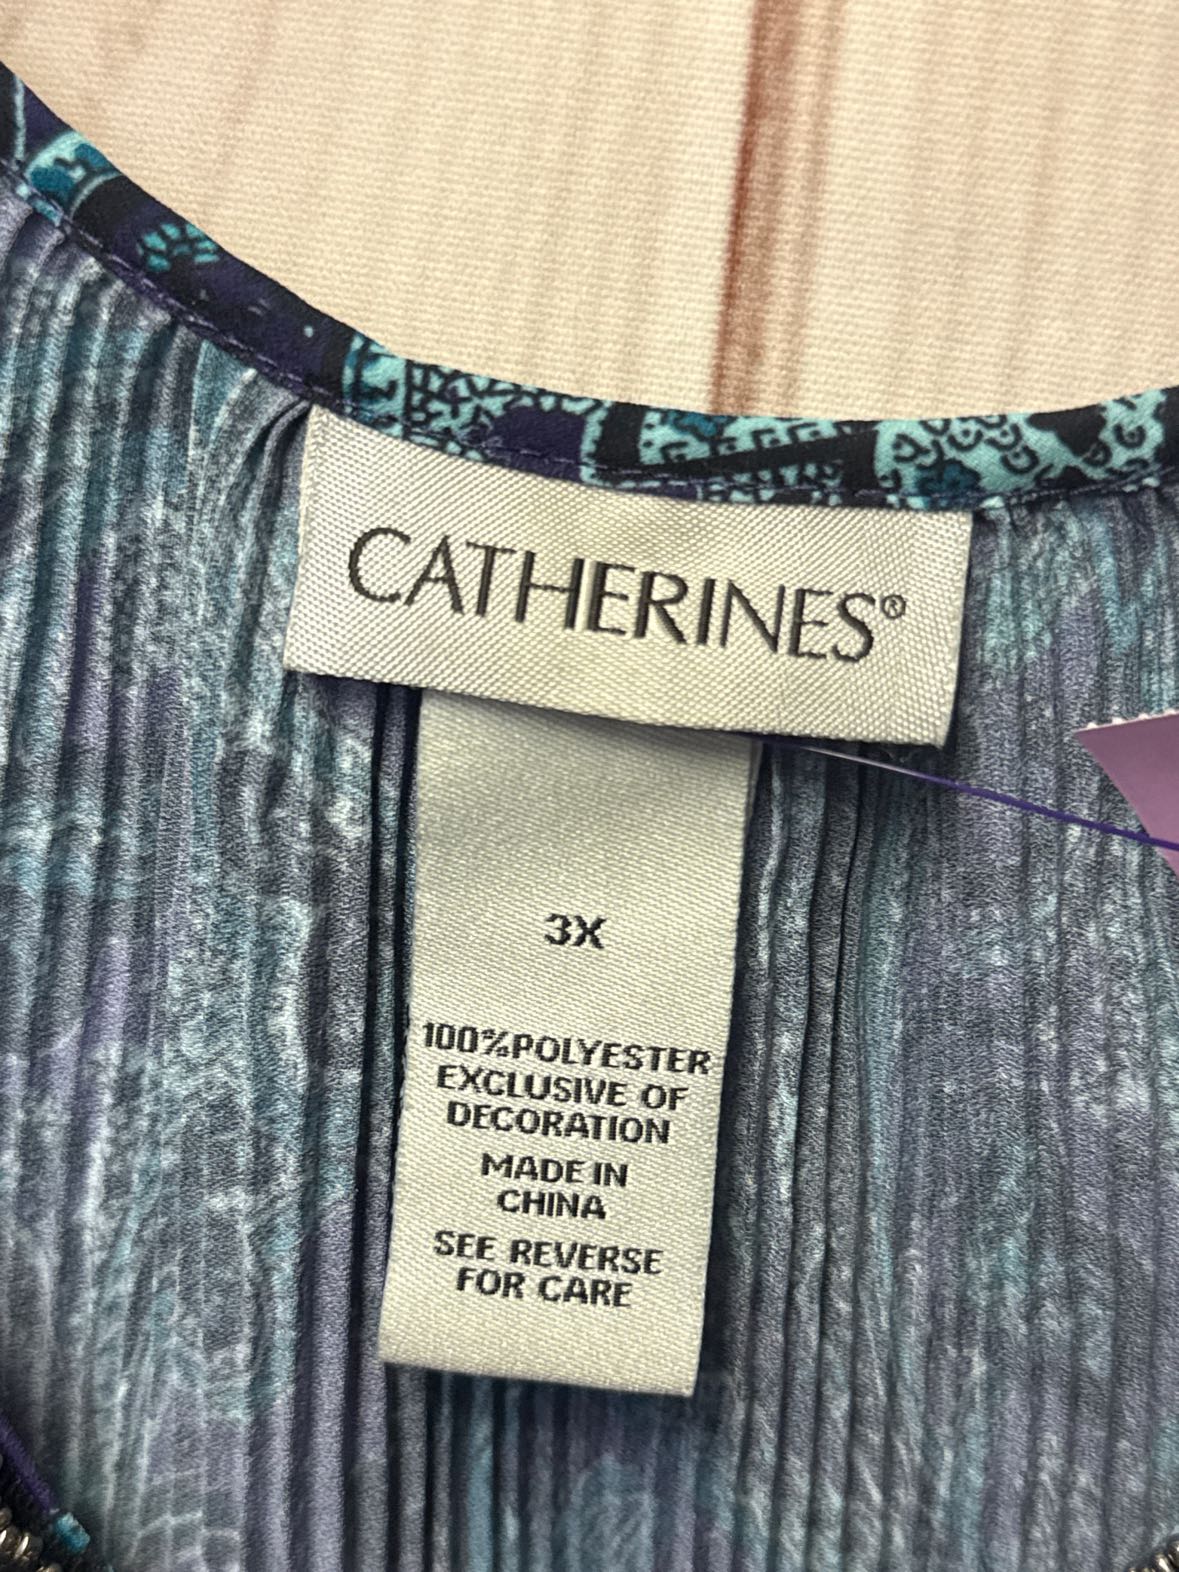 CATHERINES®
3X
100%POLYESTER
EXCLUSIVE OF
DECORATION
MADE IN
CHINA
SEE REVERSE
FOR CARE